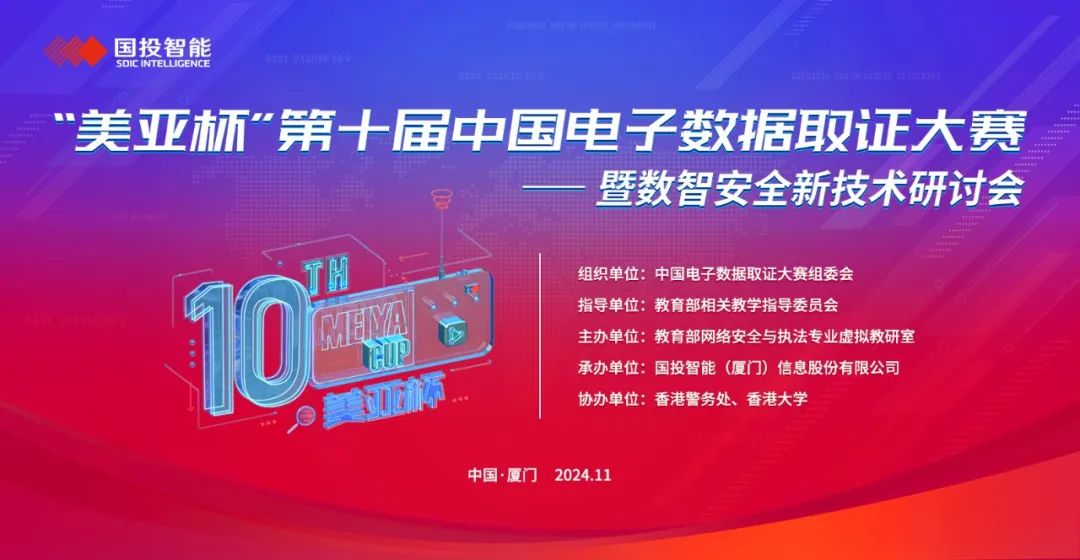 国投智能
SDIC INTELLIGENCE
“美亚杯”第十届中国电子数据取证大赛
—— 暨数智安全新技术研讨会
10TH
MEIYA
CUP
美亚杯
组织单位：中国电子数据取证大赛组委会
指导单位：教育部相关教学指导委员会
主办单位：教育部网络安全与执法专业虚拟教研室
承办单位：国投智能（厦门）信息股份有限公司
协办单位：香港警务处、香港大学
中国·厦门 2024.11